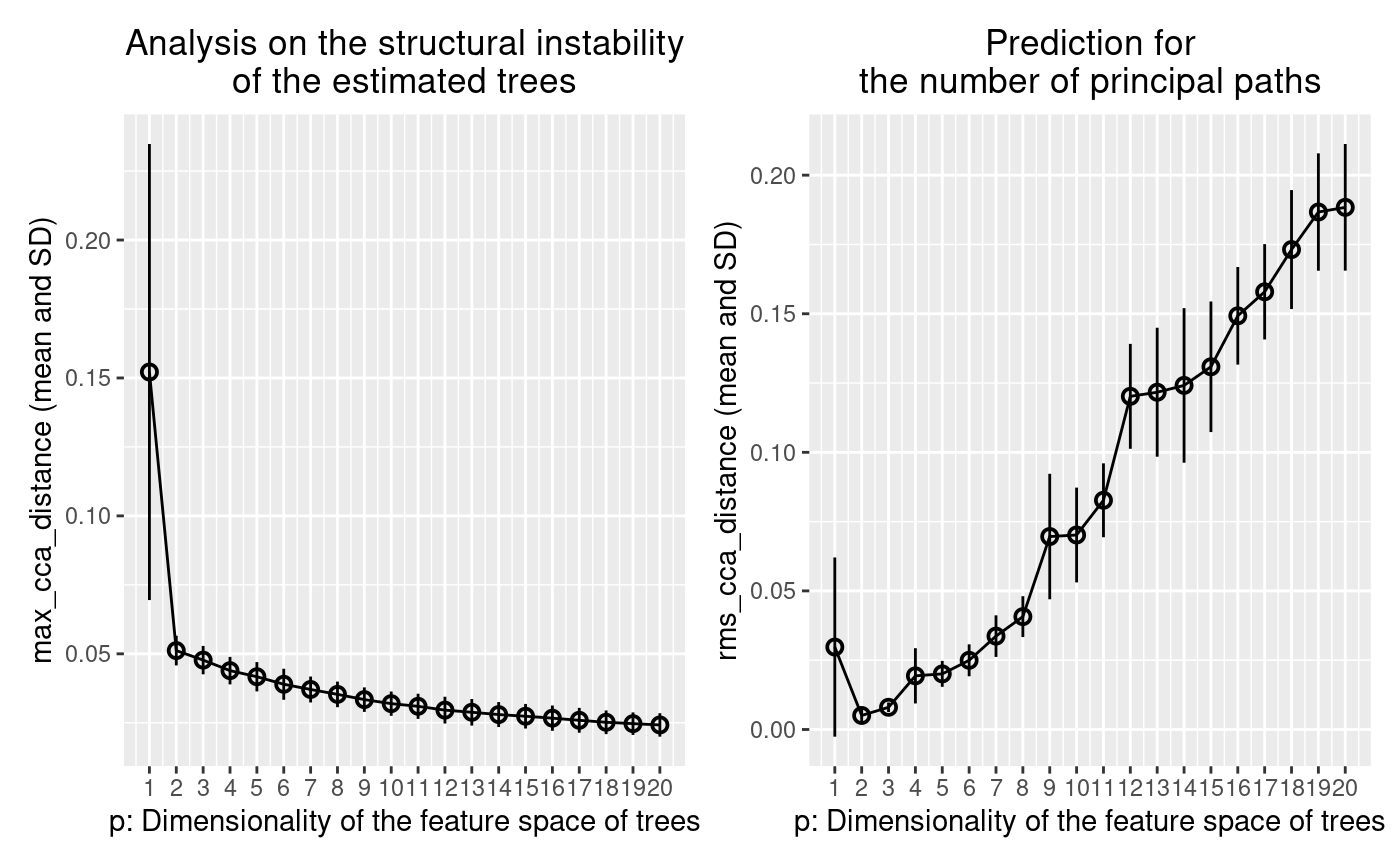 Analysis on the structural instability
of the estimated trees
max_cca_distance (mean and SD)
0.20
0.15
0.10
0.05
1 2 3 4 5 6 7 8 9 10 11 12 13 14 15 16 17 18 19 20
p: Dimensionality of the feature space of trees
Prediction for
the number of principal paths
rms_cca_distance (mean and SD)
0.20
0.15
0.10
0.05
0.00
1 2 3 4 5 6 7 8 9 10 11 12 13 14 15 16 17 18 19 20
p: Dimensionality of the feature space of trees